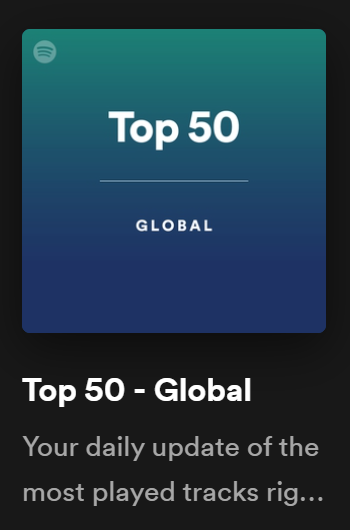 Top 50
GLOBAL
Top 50 - Global
Your daily update of the
most played tracks rig...